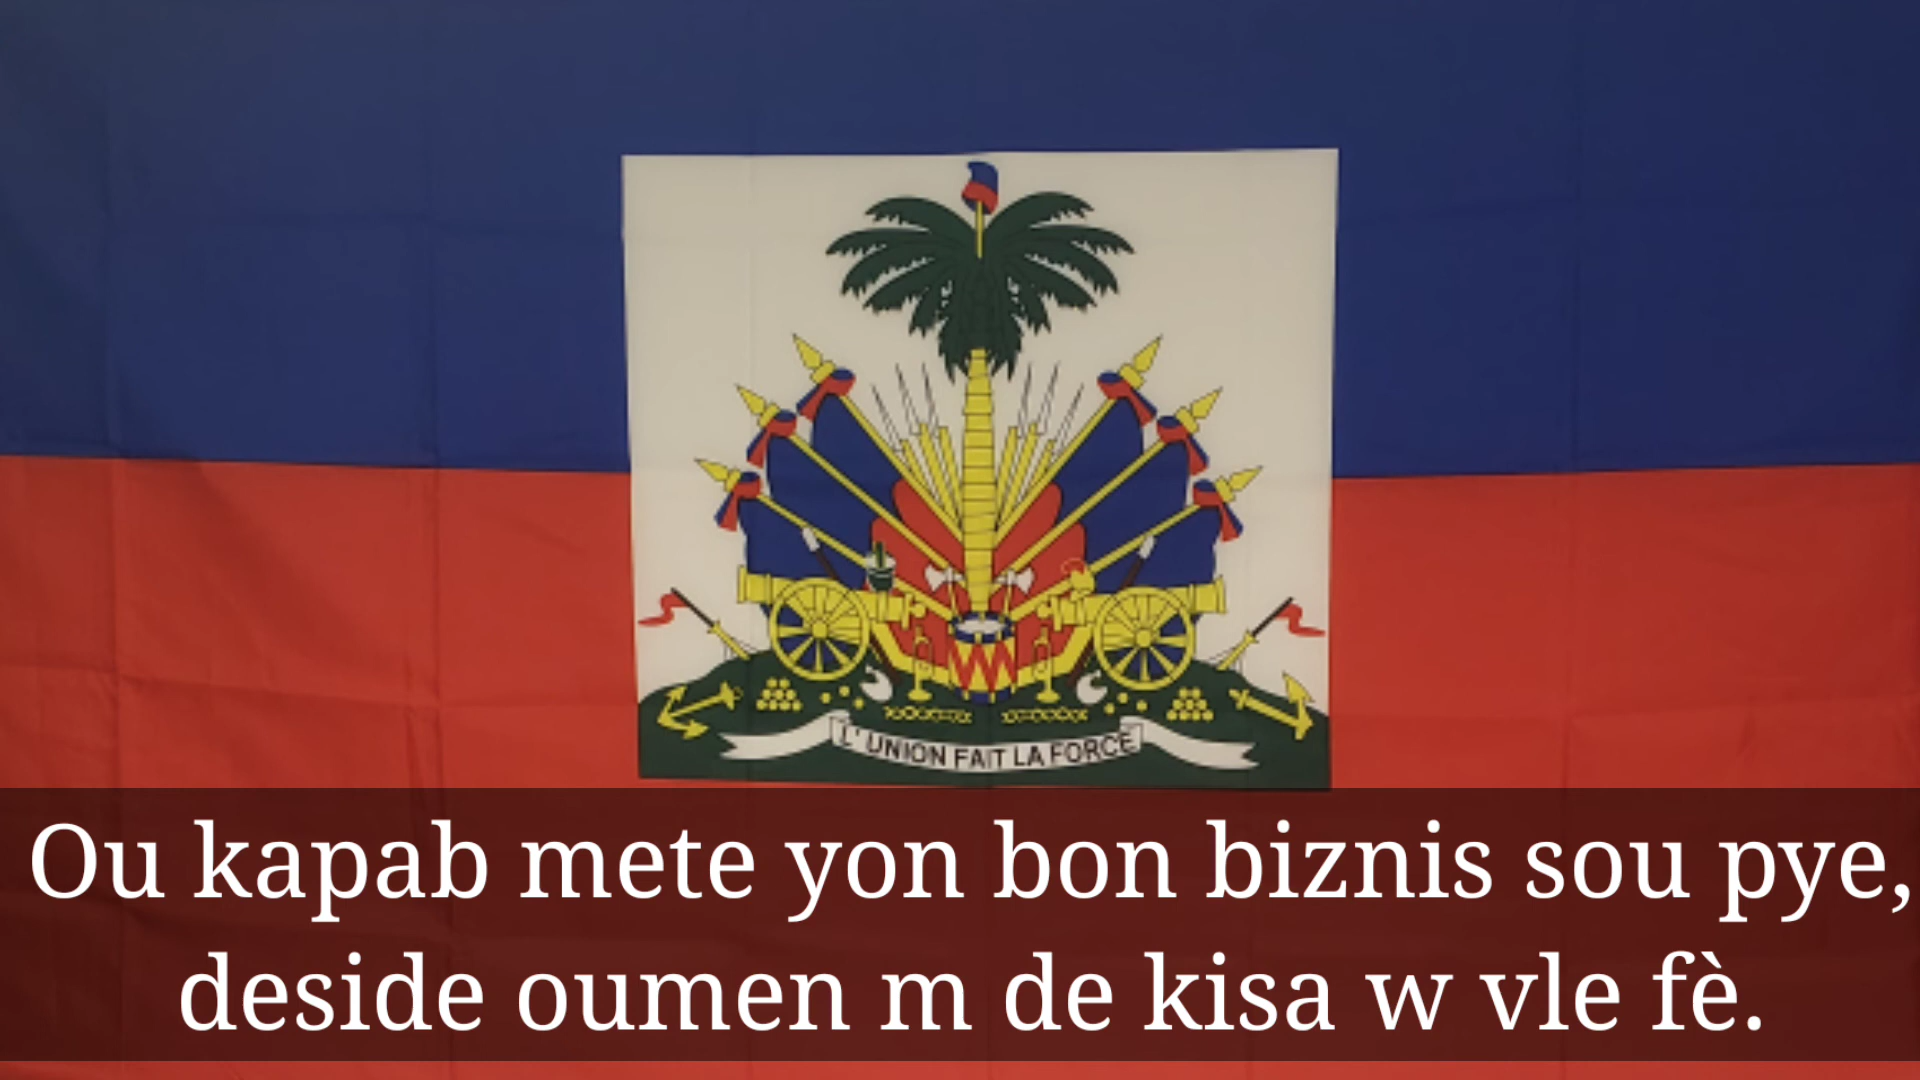 L' UNION FAIT LA FORCE
Ou kapab mete yon bon biznis sou pye,
deside oumen m de kisa w vle fè.